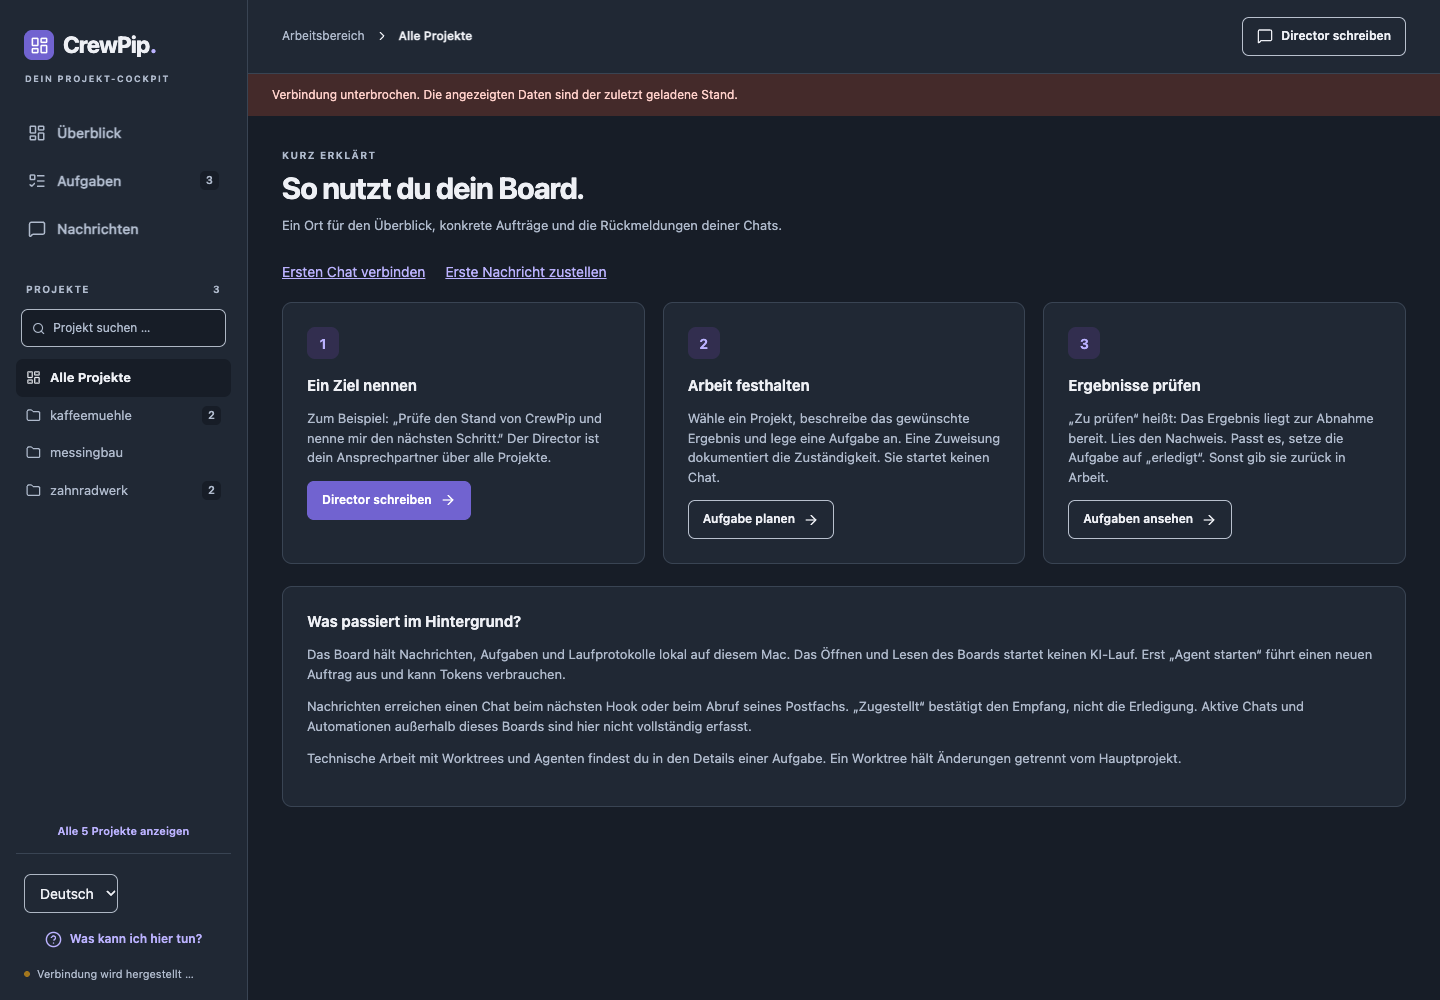 CrewPip.
DEIN PROJEKT-COCKPIT
Überblick
Aufgaben 3
Nachrichten
PROJEKTE 3
Projekt suchen ...
Alle Projekte
kaffeemuehle 2
messingbau
zahnradwerk 2
Alle 5 Projekte anzeigen
Deutsch
Was kann ich hier tun?
Verbindung wird hergestellt ...
Arbeitsbereich > Alle Projekte
Director schreiben
Verbindung unterbrochen. Die angezeigten Daten sind der zuletzt geladene Stand.
KURZ ERKLÄRT
So nutzt du dein Board.
Ein Ort für den Überblick, konkrete Aufträge und die Rückmeldungen deiner Chats.
Ersten Chat verbinden Erste Nachricht zustellen
1
Ein Ziel nennen
Zum Beispiel: „Prüfe den Stand von CrewPip und
nenne mir den nächsten Schritt.“ Der Director ist
dein Ansprechpartner über alle Projekte.
Director schreiben →
2
Arbeit festhalten
Wähle ein Projekt, beschreibe das gewünschte
Ergebnis und lege eine Aufgabe an. Eine Zuweisung
dokumentiert die Zuständigkeit. Sie startet keinen
Chat.
Aufgabe planen →
3
Ergebnisse prüfen
„Zu prüfen“ heißt: Das Ergebnis liegt zur Abnahme
bereit. Lies den Nachweis. Passt es, setze die
Aufgabe auf „erledigt“. Sonst gib sie zurück in
Arbeit.
Aufgaben ansehen →
Was passiert im Hintergrund?
Das Board hält Nachrichten, Aufgaben und Laufprotokolle lokal auf diesem Mac. Das Öffnen und Lesen des Boards startet keinen KI-Lauf. Erst „Agent starten“ führt einen neuen
Auftrag aus und kann Tokens verbrauchen.
Nachrichten erreichen einen Chat beim nächsten Hook oder beim Abruf seines Postfachs. „Zugestellt“ bestätigt den Empfang, nicht die Erledigung. Aktive Chats und
Automationen außerhalb dieses Boards sind hier nicht vollständig erfasst.
Technische Arbeit mit Worktrees und Agenten findest du in den Details einer Aufgabe. Ein Worktree hält Änderungen getrennt vom Hauptprojekt.